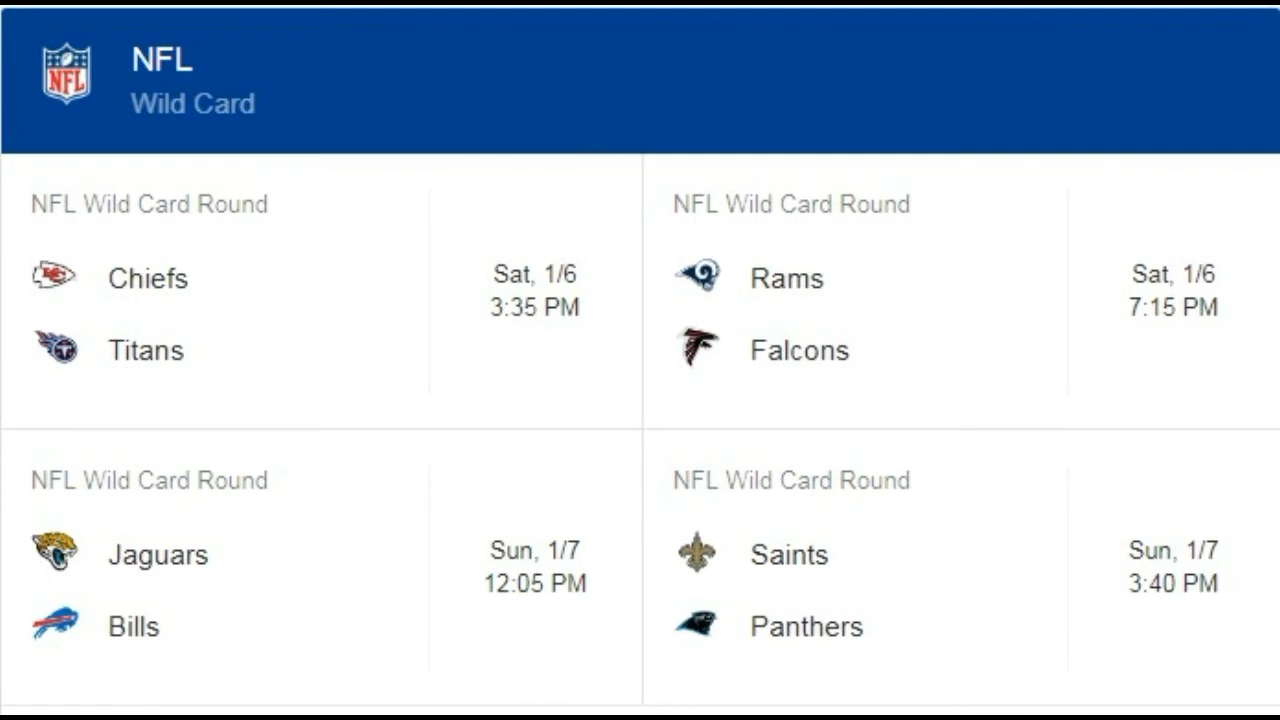 NFL
NFL
Wild Card
NFL Wild Card Round
Chiefs
Titans
Sat, 1/6
3:35 PM
NFL Wild Card Round
Rams
Falcons
Sat, 1/6
7:15 PM
NFL Wild Card Round
Jaguars
Bills
Sun, 1/7
12:05 PM
NFL Wild Card Round
Saints
Panthers
Sun, 1/7
3:40 PM